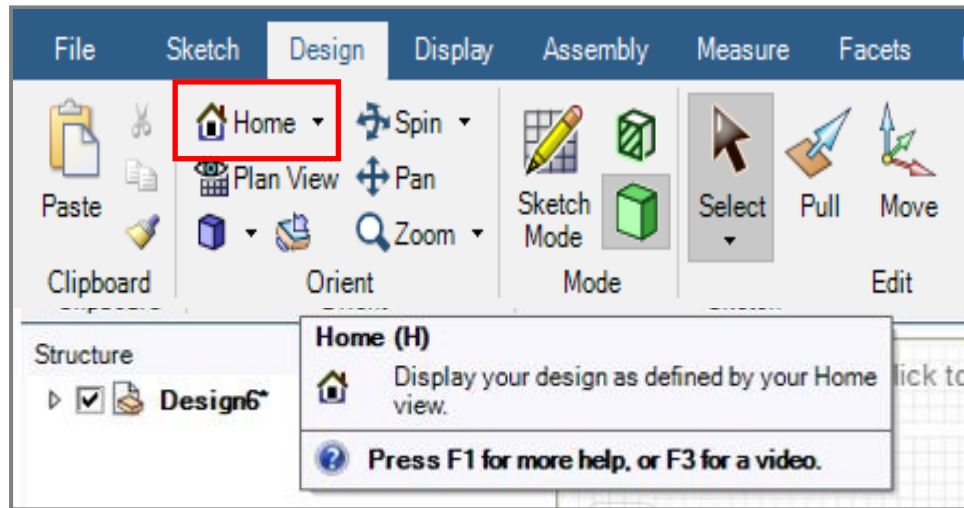 File Sketch Design Display Assembly Measure Facets
Home Spin
Plan View Pan
Paste Zoom
Sketch Mode
Select Pull Move
Clipboard Orient Mode Edit
Structure
Design6*
Home (H)
Display your design as defined by your Home
view.
Press F1 for more help, or F3 for a video.
lick to